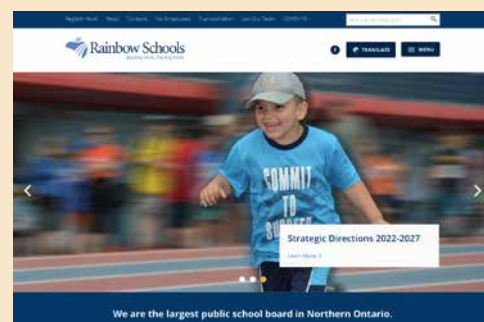 Register Now! News Contacts For Employees Transportation Join Our Team COVID-19
Rainbow Schools
TRANSLATE
MENU
COMMIT
TO
SUCCESS
Strategic Directions 2022-2027
Learn More
We are the largest public school board in Northern Ontario.